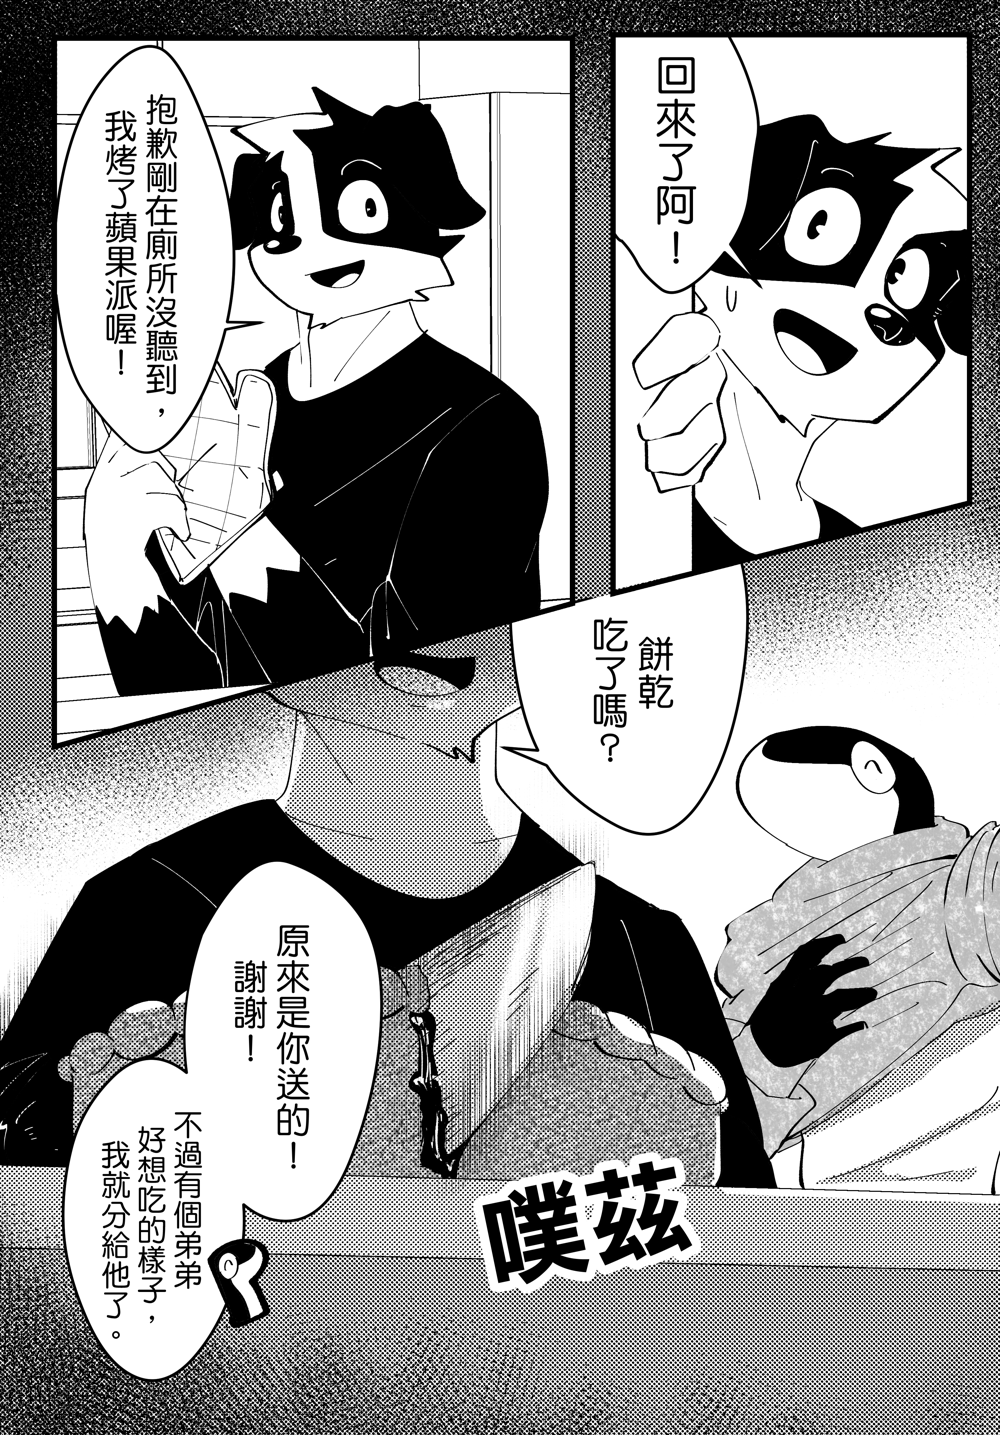 回來了阿！
抱歉剛在廁所沒聽到，
我烤了蘋果派喔！
餅乾
吃了嗎？
原來是你送的！
謝謝！
不過有個弟弟
好想吃的樣子，
我就分給他了。
噗茲